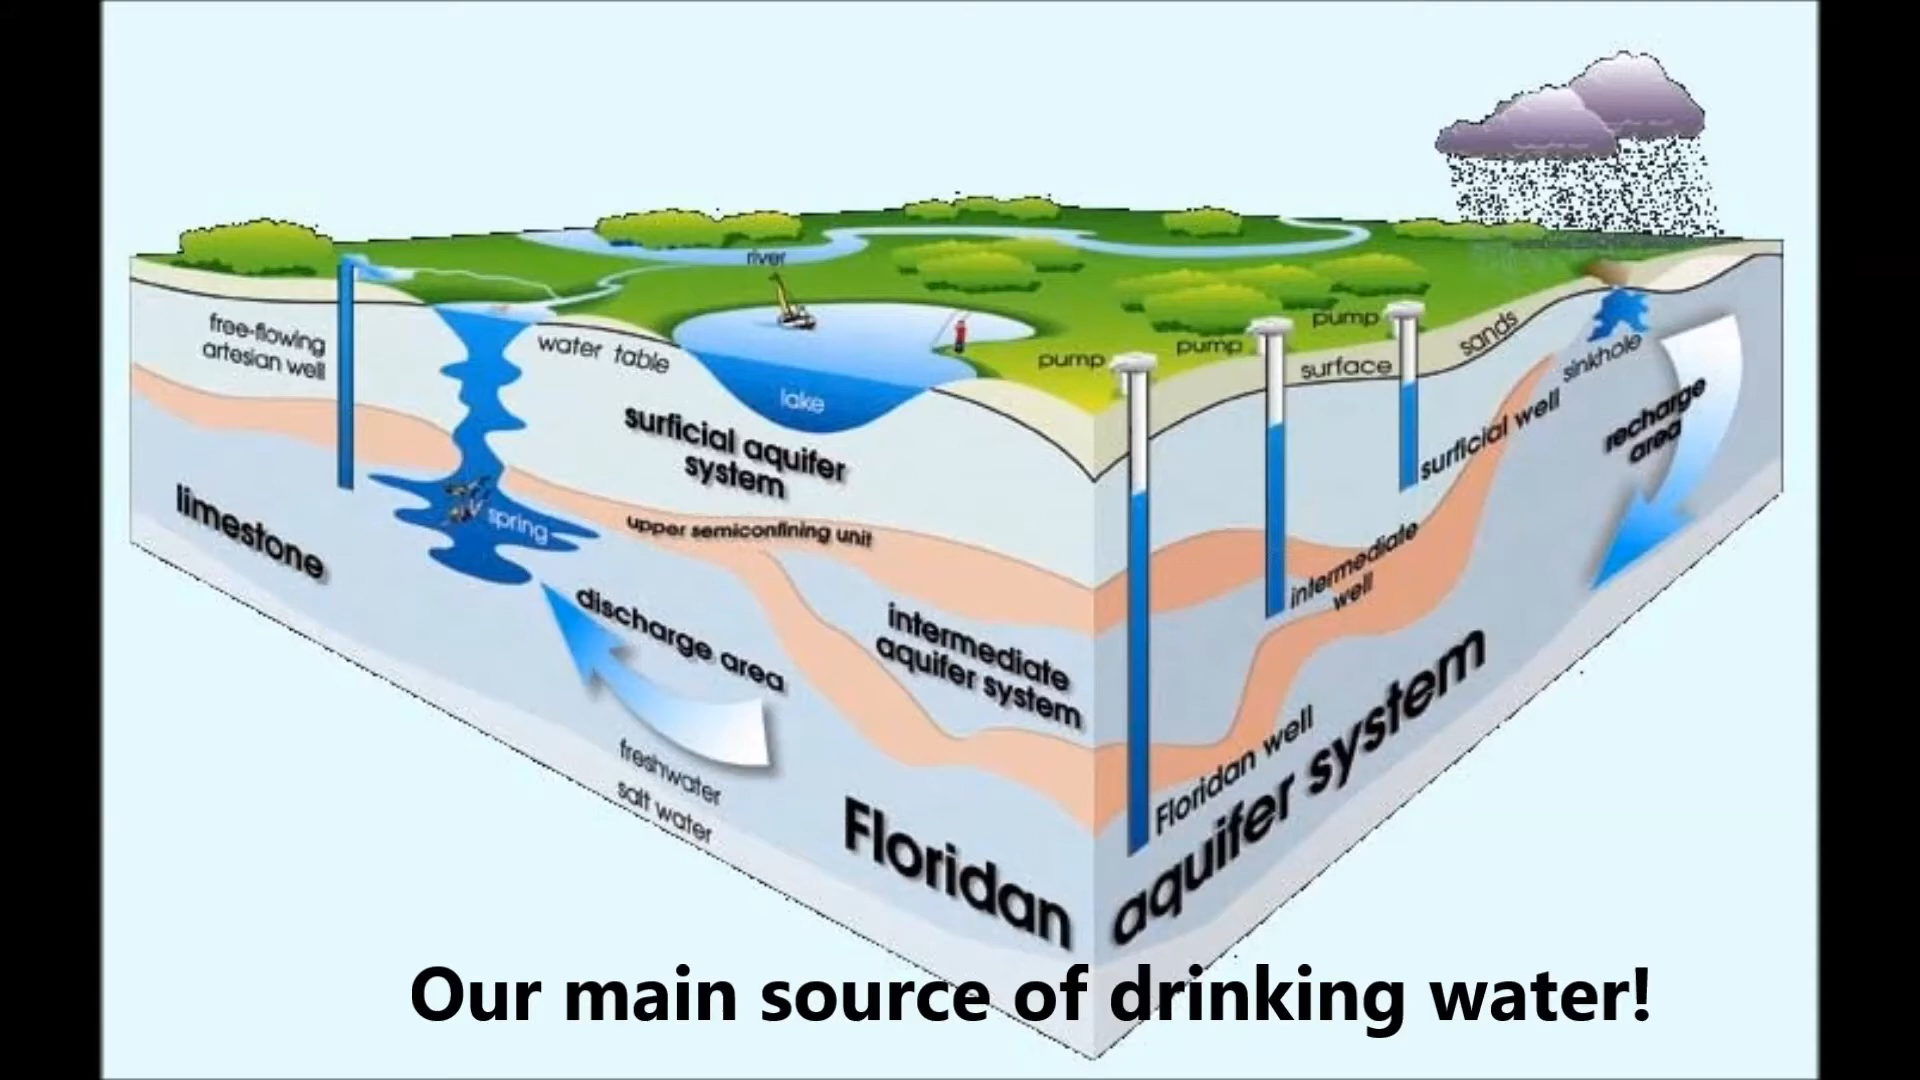 river
free-flowing
artesian well
water table
lake
pump
pump
pump
surface
sands
sinkhole
surficial aquifer
system
surficial well
recharge
area
limestone
spring
upper semiconfining unit
intermediate
well
discharge area
intermediate
aquifer system
freshwater
salt water
Floridan well
Floridan
aquifer system
Our main source of drinking water!